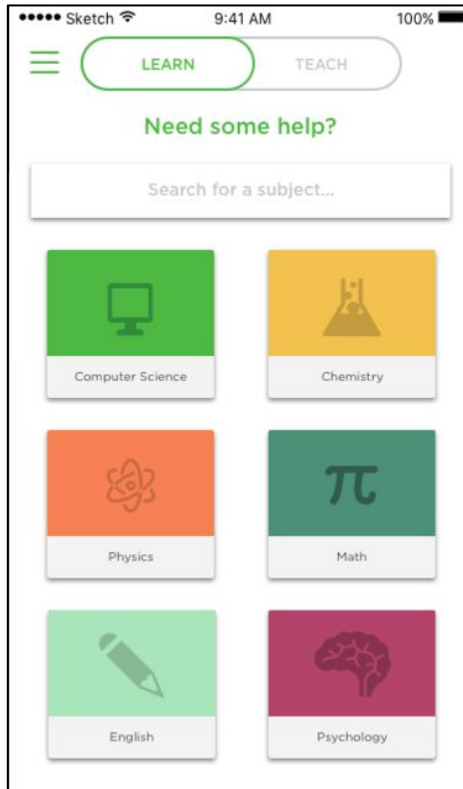 Sketch 9:41 AM 100%
LEARN TEACH
Need some help?
Search for a subject...
Computer Science Chemistry
π
Physics Math
English Psychology